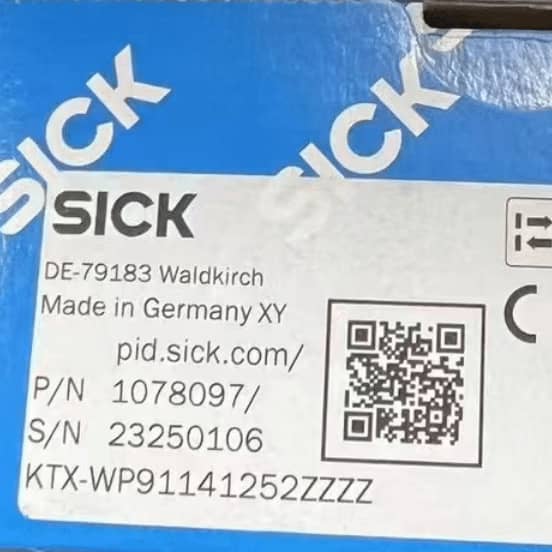 SICK
SICK
SICK
DE-79183 Waldkirch
Made in Germany XY
pid.sick.com/
P/N 1078097/
S/N 23250106
KTX-WP91141252ZZZZ